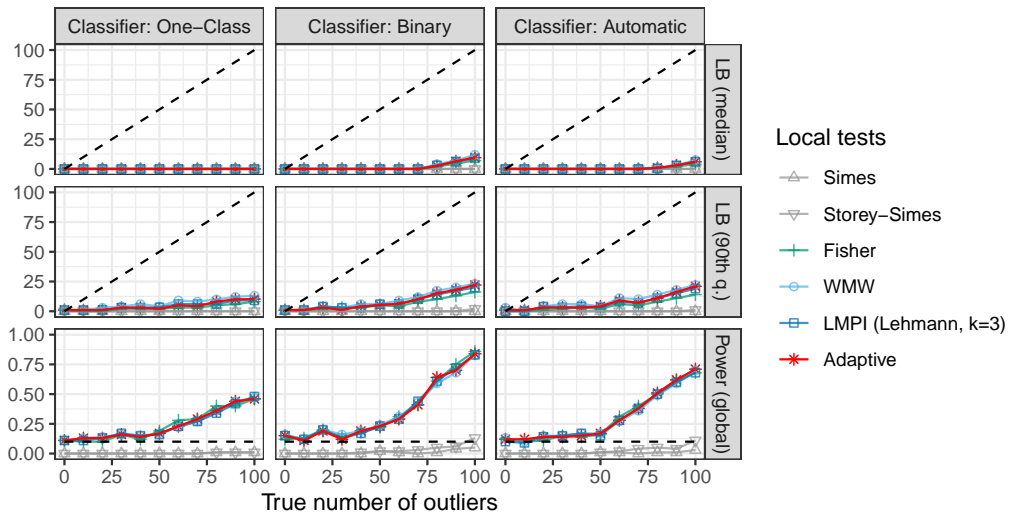 Classifier: One−Class
Classifier: Binary
Classifier: Automatic
100
75
50
25
0
LB (median)
100
75
50
25
0
LB (90th q.)
1.00
0.75
0.50
0.25
0.00
Power (global)
0 25 50 75 100
0 25 50 75 100
0 25 50 75 100
True number of outliers
Local tests
Simes
Storey−Simes
Fisher
WMW
LMPI (Lehmann, k=3)
Adaptive